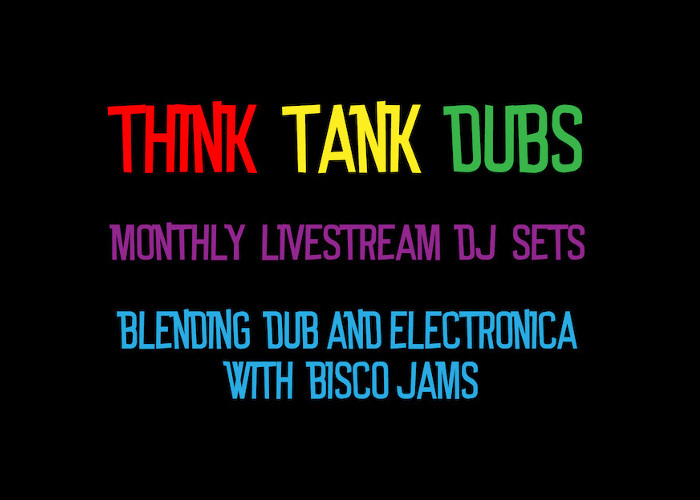 THINK TANK DUBS
MONTHLY LIVESTREAM DJ SETS
BLENDING DUB AND ELECTRONICA
WITH BISCO JAMS